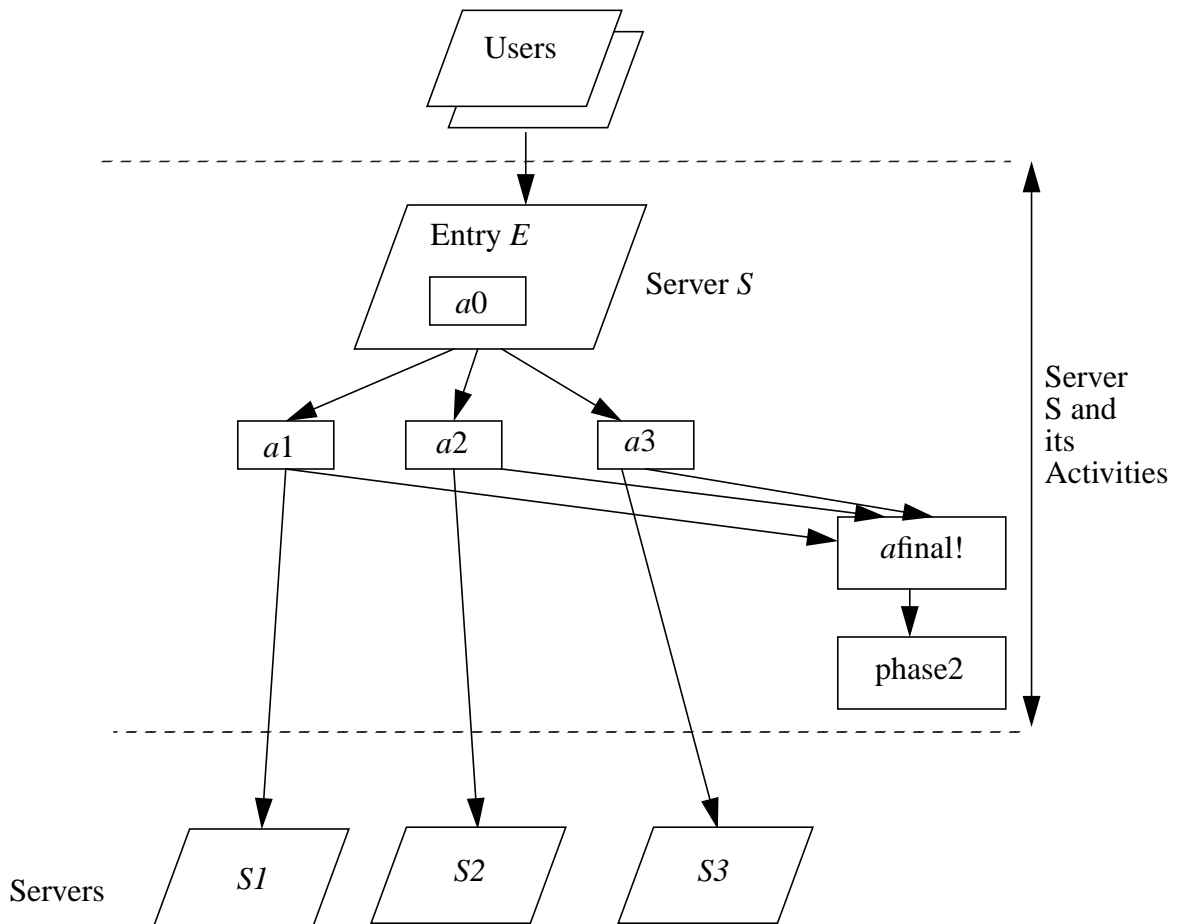 Users
Entry E
a0
Server S
a1
a2
a3
Server
S and
its
Activities
afinal!
phase2
Servers
S1
S2
S3